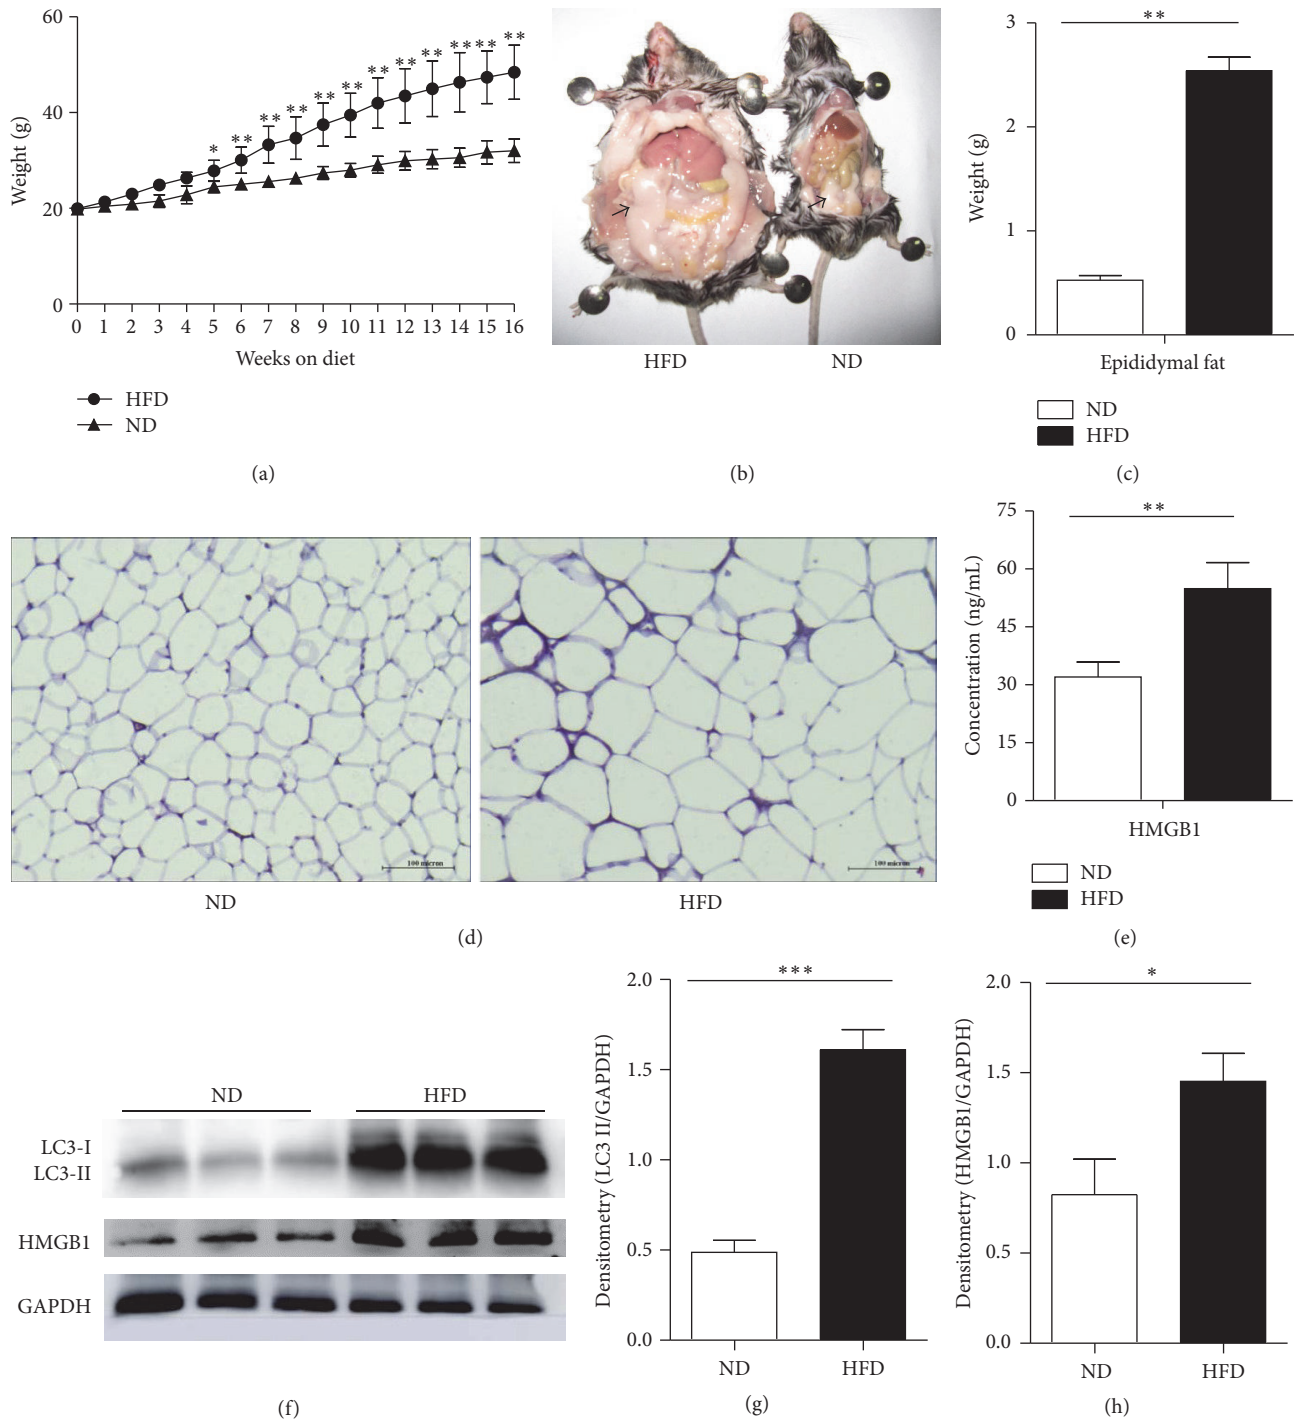 60
40
20
0
Weight (g)
* ** ** ** ** ** ** ** ** ** ** **
0 1 2 3 4 5 6 7 8 9 10 11 12 13 14 15 16
Weeks on diet
HFD
ND
(a)
HFD ND
(b)
3
2
1
0
Weight (g)
**
Epididymal fat
ND
HFD
(c)
100 micron
100 micron
ND HFD
(d)
75
60
45
30
15
0
Concentration (ng/mL)
**
HMGB1
ND
HFD
(e)
ND HFD
LC3-I
LC3-II
HMGB1
GAPDH
(f)
2.0
1.5
1.0
0.5
0.0
Densitometry (LC3 II/GAPDH)
***
ND HFD
(g)
2.0
1.5
1.0
0.5
0.0
Densitometry (HMGB1/GAPDH)
*
ND HFD
(h)